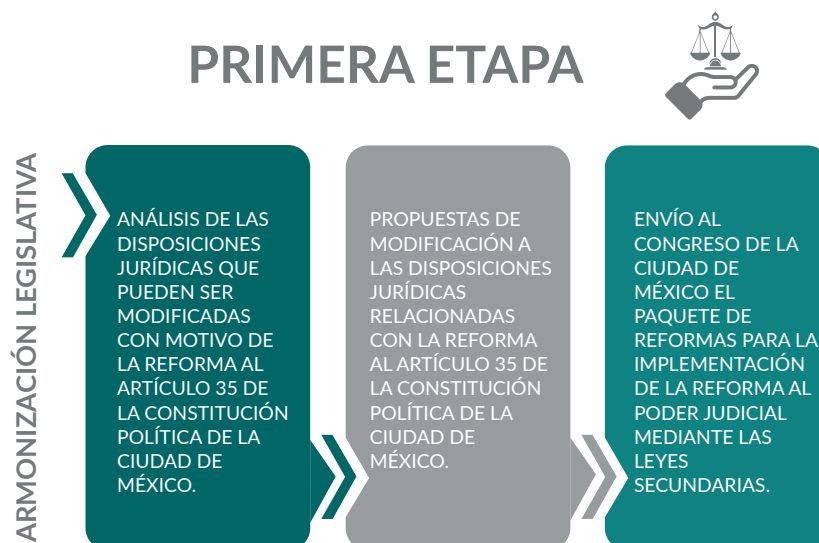 PRIMERA ETAPA
ARMONIZACIÓN LEGISLATIVA
ANÁLISIS DE LAS
DISPOSICIONES
JURÍDICAS QUE
PUEDEN SER
MODIFICADAS
CON MOTIVO DE
LA REFORMA AL
ARTÍCULO 35 DE
LA CONSTITUCIÓN
POLÍTICA DE LA
CIUDAD DE
MÉXICO.
PROPUESTAS DE
MODIFICACIÓN A
LAS DISPOSICIONES
JURÍDICAS
RELACIONADAS
CON LA REFORMA
AL ARTÍCULO 35 DE
LA CONSTITUCIÓN
POLÍTICA DE LA
CIUDAD DE
MÉXICO.
ENVÍO AL
CONGRESO DE LA
CIUDAD DE
MÉXICO EL
PAQUETE DE
REFORMAS PARA LA
IMPLEMENTACIÓN
DE LA REFORMA AL
PODER JUDICIAL
MEDIANTE LAS
LEYES
SECUNDARIAS.